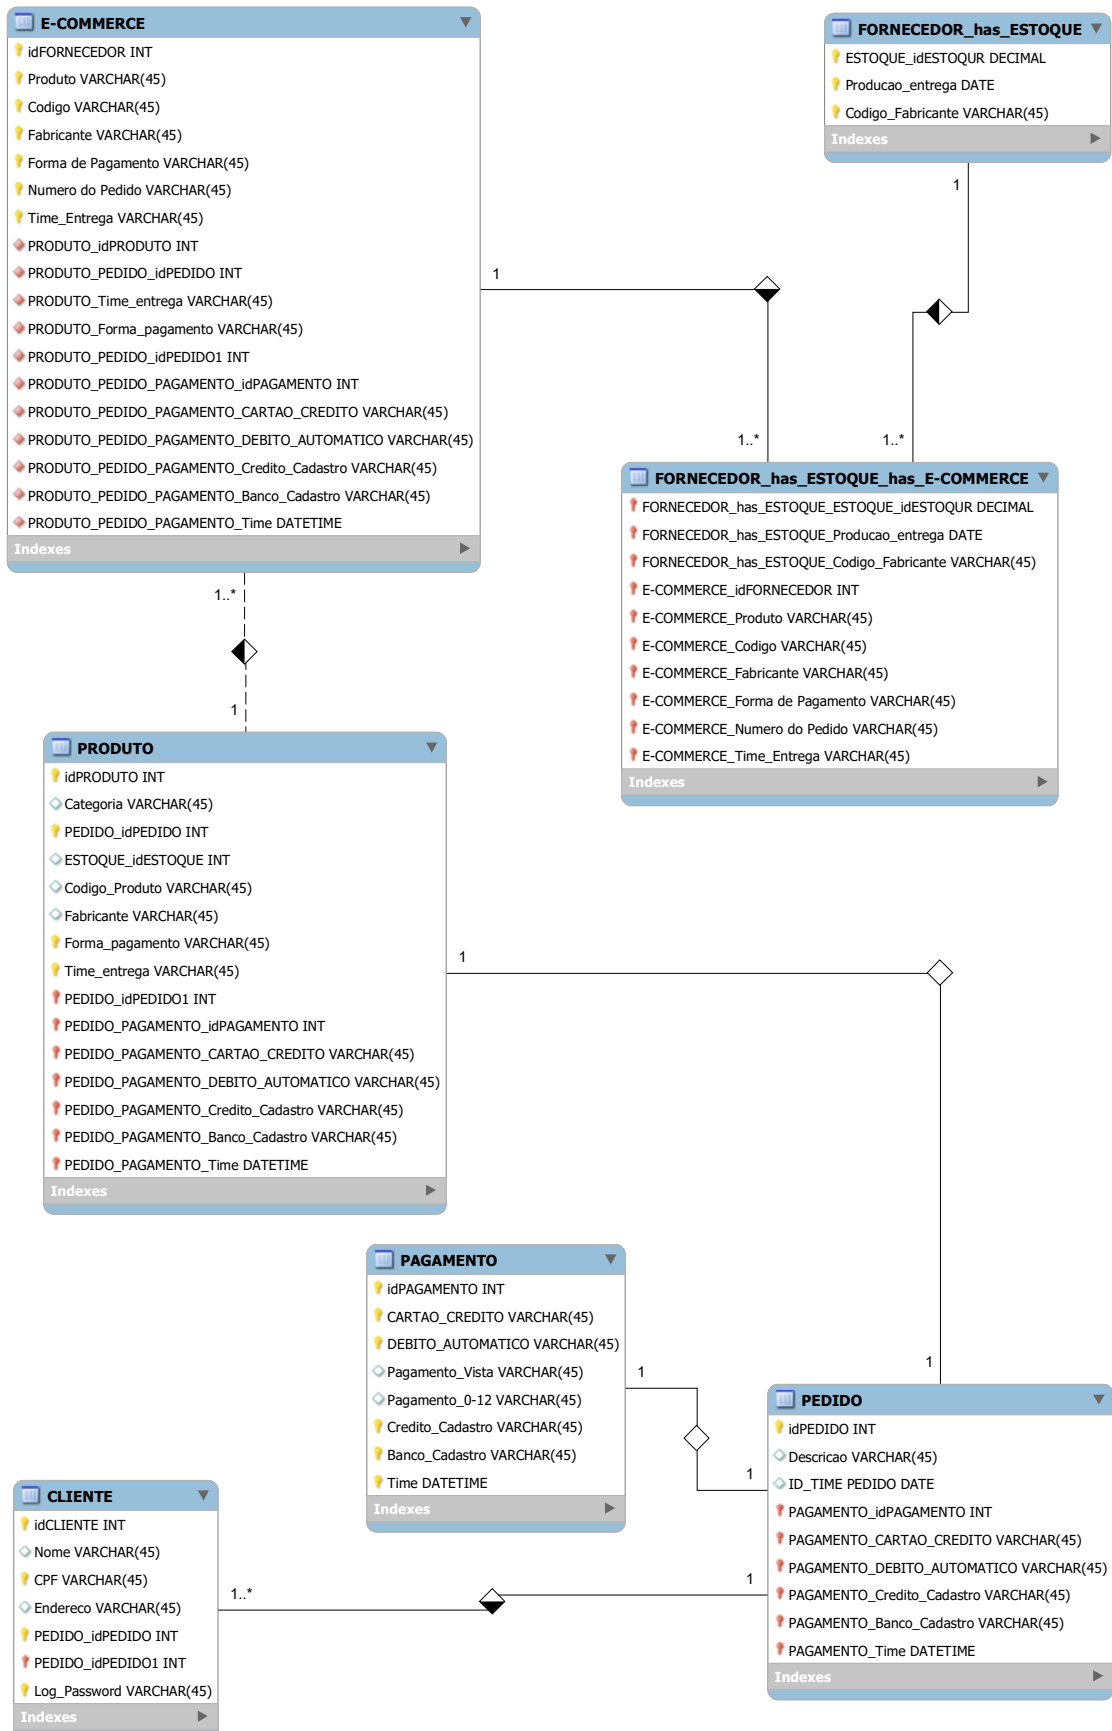 E-COMMERCE
idFORNECEDOR INT
Produto VARCHAR(45)
Codigo VARCHAR(45)
Fabricante VARCHAR(45)
Forma de Pagamento VARCHAR(45)
Numero do Pedido VARCHAR(45)
Time_Entrega VARCHAR(45)
PRODUTO_idPRODUTO INT
PRODUTO_PEDIDO_idPEDIDO INT
PRODUTO_Time_entrega VARCHAR(45)
PRODUTO_Forma_pagamento VARCHAR(45)
PRODUTO_PEDIDO_idPEDIDO1 INT
PRODUTO_PEDIDO_PAGAMENTO_idPAGAMENTO INT
PRODUTO_PEDIDO_PAGAMENTO_CARTAO_CREDITO VARCHAR(45)
PRODUTO_PEDIDO_PAGAMENTO_DEBITO_AUTOMATICO VARCHAR(45)
PRODUTO_PEDIDO_PAGAMENTO_Credito_Cadastro VARCHAR(45)
PRODUTO_PEDIDO_PAGAMENTO_Banco_Cadastro VARCHAR(45)
PRODUTO_PEDIDO_PAGAMENTO_Time DATETIME
Indexes
FORNECEDOR_has_ESTOQUE
ESTOQUE_idESTOQUR DECIMAL
Producao_entrega DATE
Codigo_Fabricante VARCHAR(45)
Indexes
1
1
1..*
1..*
FORNECEDOR_has_ESTOQUE_has_E-COMMERCE
FORNECEDOR_has_ESTOQUE_ESTOQUE_idESTOQUR DECIMAL
FORNECEDOR_has_ESTOQUE_Producao_entrega DATE
FORNECEDOR_has_ESTOQUE_Codigo_Fabricante VARCHAR(45)
E-COMMERCE_idFORNECEDOR INT
E-COMMERCE_Produto VARCHAR(45)
E-COMMERCE_Codigo VARCHAR(45)
E-COMMERCE_Fabricante VARCHAR(45)
E-COMMERCE_Forma de Pagamento VARCHAR(45)
E-COMMERCE_Numero do Pedido VARCHAR(45)
E-COMMERCE_Time_Entrega VARCHAR(45)
Indexes
1..*
1
PRODUTO
idPRODUTO INT
Categoria VARCHAR(45)
PEDIDO_idPEDIDO INT
ESTOQUE_idESTOQUE INT
Codigo_Produto VARCHAR(45)
Fabricante VARCHAR(45)
Forma_pagamento VARCHAR(45)
Time_entrega VARCHAR(45)
PEDIDO_idPEDIDO1 INT
PEDIDO_PAGAMENTO_idPAGAMENTO INT
PEDIDO_PAGAMENTO_CARTAO_CREDITO VARCHAR(45)
PEDIDO_PAGAMENTO_DEBITO_AUTOMATICO VARCHAR(45)
PEDIDO_PAGAMENTO_Credito_Cadastro VARCHAR(45)
PEDIDO_PAGAMENTO_Banco_Cadastro VARCHAR(45)
PEDIDO_PAGAMENTO_Time DATETIME
Indexes
1
1
PAGAMENTO
idPAGAMENTO INT
CARTAO_CREDITO VARCHAR(45)
DEBITO_AUTOMATICO VARCHAR(45)
Pagamento_Vista VARCHAR(45)
Pagamento_0-12 VARCHAR(45)
Credito_Cadastro VARCHAR(45)
Banco_Cadastro VARCHAR(45)
Time DATETIME
Indexes
1
1
PEDIDO
idPEDIDO INT
Descricao VARCHAR(45)
ID_TIME PEDIDO DATE
PAGAMENTO_idPAGAMENTO INT
PAGAMENTO_CARTAO_CREDITO VARCHAR(45)
PAGAMENTO_DEBITO_AUTOMATICO VARCHAR(45)
PAGAMENTO_Credito_Cadastro VARCHAR(45)
PAGAMENTO_Banco_Cadastro VARCHAR(45)
PAGAMENTO_Time DATETIME
Indexes
CLIENTE
idCLIENTE INT
Nome VARCHAR(45)
CPF VARCHAR(45)
Endereco VARCHAR(45)
PEDIDO_idPEDIDO INT
PEDIDO_idPEDIDO1 INT
Log_Password VARCHAR(45)
Indexes
1..*
1